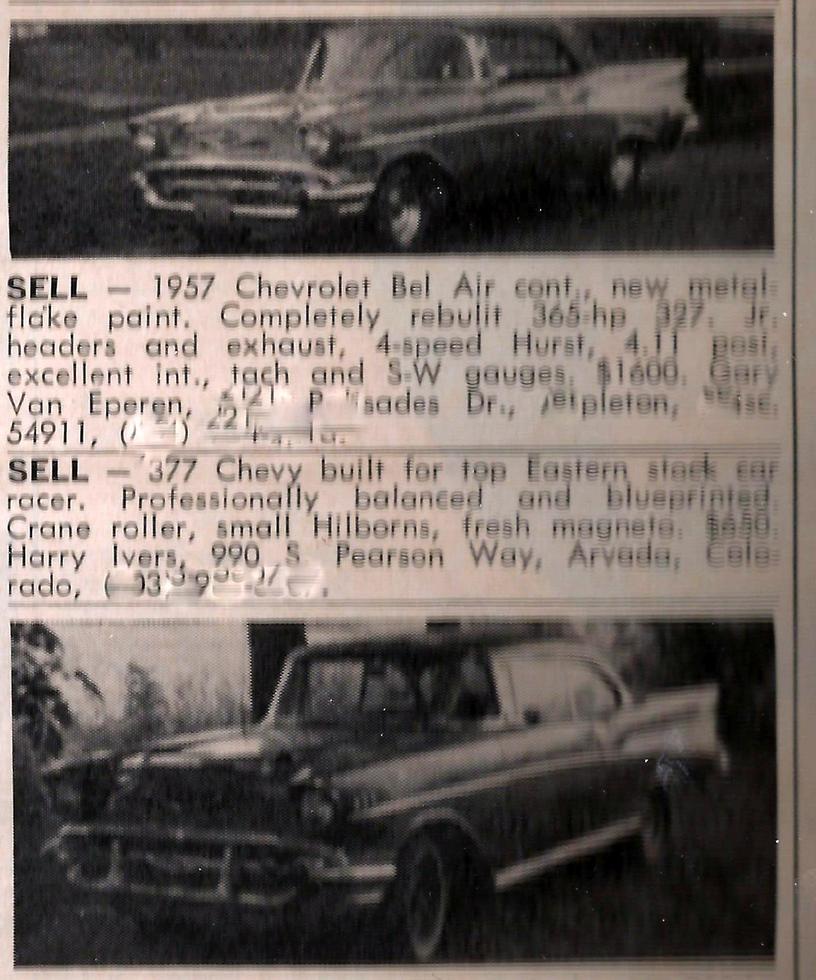 SELL — 1957 Chevrolet Bel Air cont., new metal-
flake paint. Completely rebulit 365-hp 327. Jr.
headers and exhaust, 4-speed Hurst, 4.11 posi,
excellent int., tach and S-W gauges. $1600. Gary
Van Eperen, Dr.,
54911,
SELL — 377 Chevy built for top Eastern stock car
racer. Professionally balanced and blueprinted.
Crane roller, small Hilborns, fresh magneto. $650.
Harry Ivers, 990 S Pearson Way, Arvada, Colo-
rado,